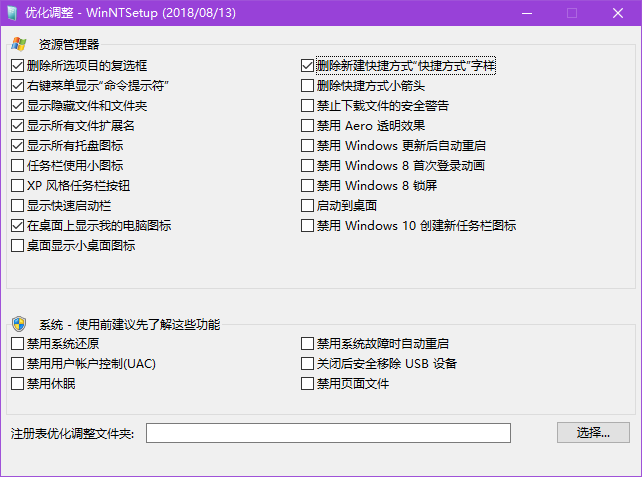 优化调整 - WinNTSetup (2018/08/13)
资源管理器
删除所选项目的复选框
右键菜单显示"命令提示符"
显示隐藏文件和文件夹
显示所有文件扩展名
显示所有托盘图标
任务栏使用小图标
XP 风格任务栏按钮
显示快速启动栏
在桌面上显示我的电脑图标
桌面显示小桌面图标
删除新建快捷方式"快捷方式"字样
删除快捷方式小箭头
禁止下载文件的安全警告
禁用 Aero 透明效果
禁用 Windows 更新后自动重启
禁用 Windows 8 首次登录动画
禁用 Windows 8 锁屏
启动到桌面
禁用 Windows 10 创建新任务栏图标
系统 - 使用前建议先了解这些功能
禁用系统还原
禁用用户帐户控制(UAC)
禁用休眠
禁用系统故障时自动重启
关闭后安全移除 USB 设备
禁用页面文件
注册表优化调整文件夹:
选择...